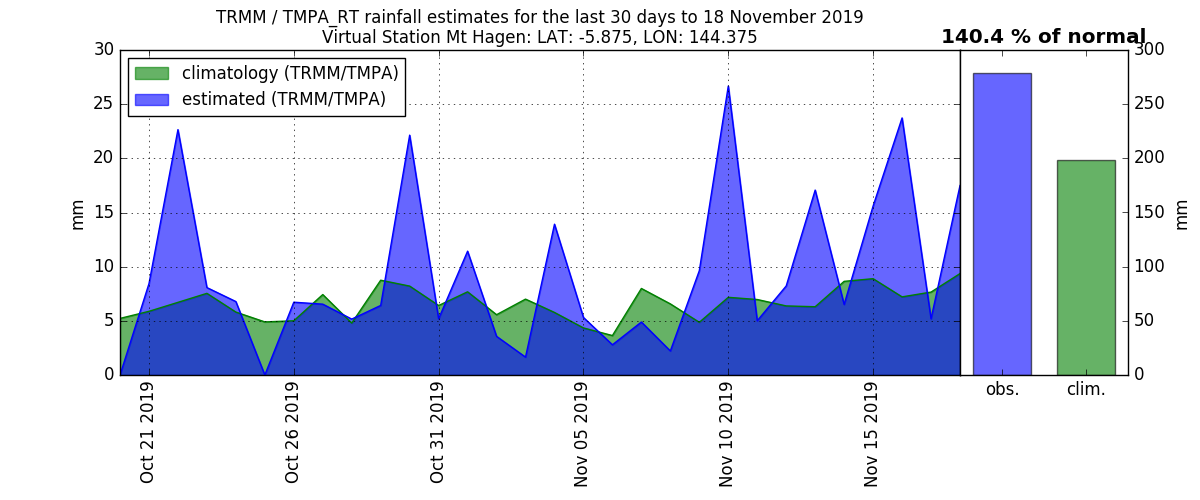 TRMM / TMPA_RT rainfall estimates for the last 30 days to 18 November 2019
Virtual Station Mt Hagen: LAT: -5.875, LON: 144.375
140.4 % of normal
climatology (TRMM/TMPA)
estimated (TRMM/TMPA)
mm
30
25
20
15
10
5
0
Oct 21 2019
Oct 26 2019
Oct 31 2019
Nov 05 2019
Nov 10 2019
Nov 15 2019
obs.
clim.
300
250
200
150
100
50
0
mm